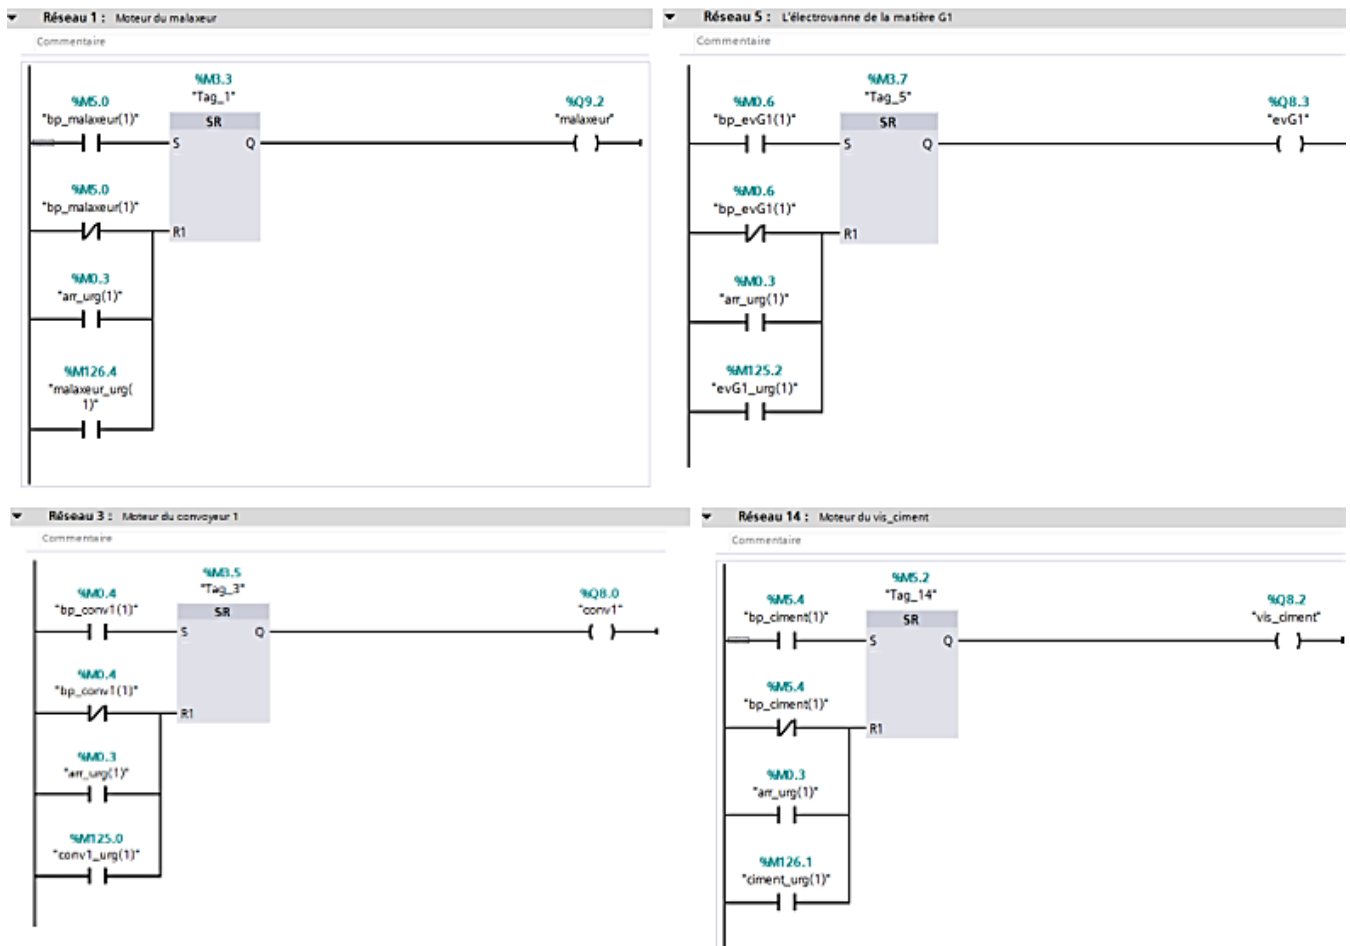 Réseau 1 : Moteur du malaxeur
Commentaire
%M3.3
"Tag_1"
%M5.0
"bp_malaxeur(1)"
SR
%Q9.2
"malaxeur"
S Q
%M5.0
"bp_malaxeur(1)"
R1
%M0.3
"arr_urg(1)"
%M126.4
"malaxeur_urg(
1)"
Réseau 5 : L'électrovanne de la matière G1
Commentaire
%M3.7
"Tag_5"
%M0.6
"bp_evG1(1)"
SR
%Q8.3
"evG1"
S Q
%M0.6
"bp_evG1(1)"
R1
%M0.3
"arr_urg(1)"
%M125.2
"evG1_urg(1)"
Réseau 3 : Moteur du convoyeur 1
Commentaire
%M3.5
"Tag_3"
%M0.4
"bp_conv1(1)"
SR
%Q8.0
"conv1"
S Q
%M0.4
"bp_conv1(1)"
R1
%M0.3
"arr_urg(1)"
%M125.0
"conv1_urg(1)"
Réseau 14 : Moteur du vis_ciment
Commentaire
%M5.2
"Tag_14"
%M5.4
"bp_ciment(1)"
SR
%Q8.2
"vis_ciment"
S Q
%M5.4
"bp_ciment(1)"
R1
%M0.3
"arr_urg(1)"
%M126.1
"ciment_urg(1)"